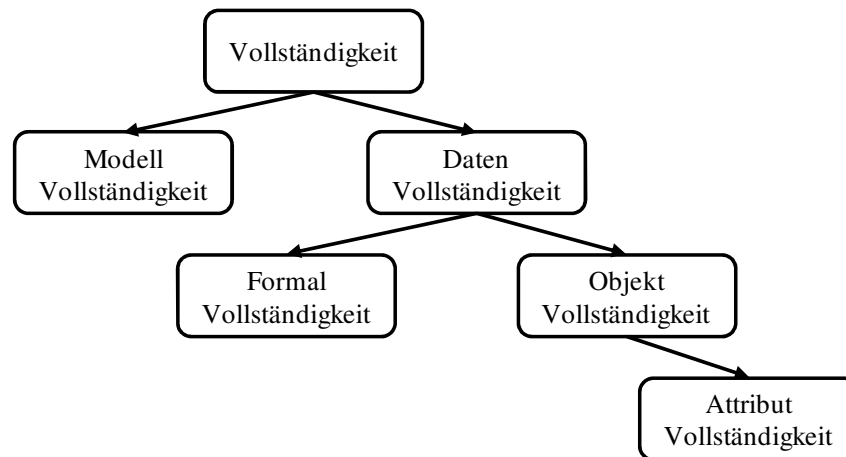 Vollständigkeit
Modell
Vollständigkeit
Daten
Vollständigkeit
Formal
Vollständigkeit
Objekt
Vollständigkeit
Attribut
Vollständigkeit